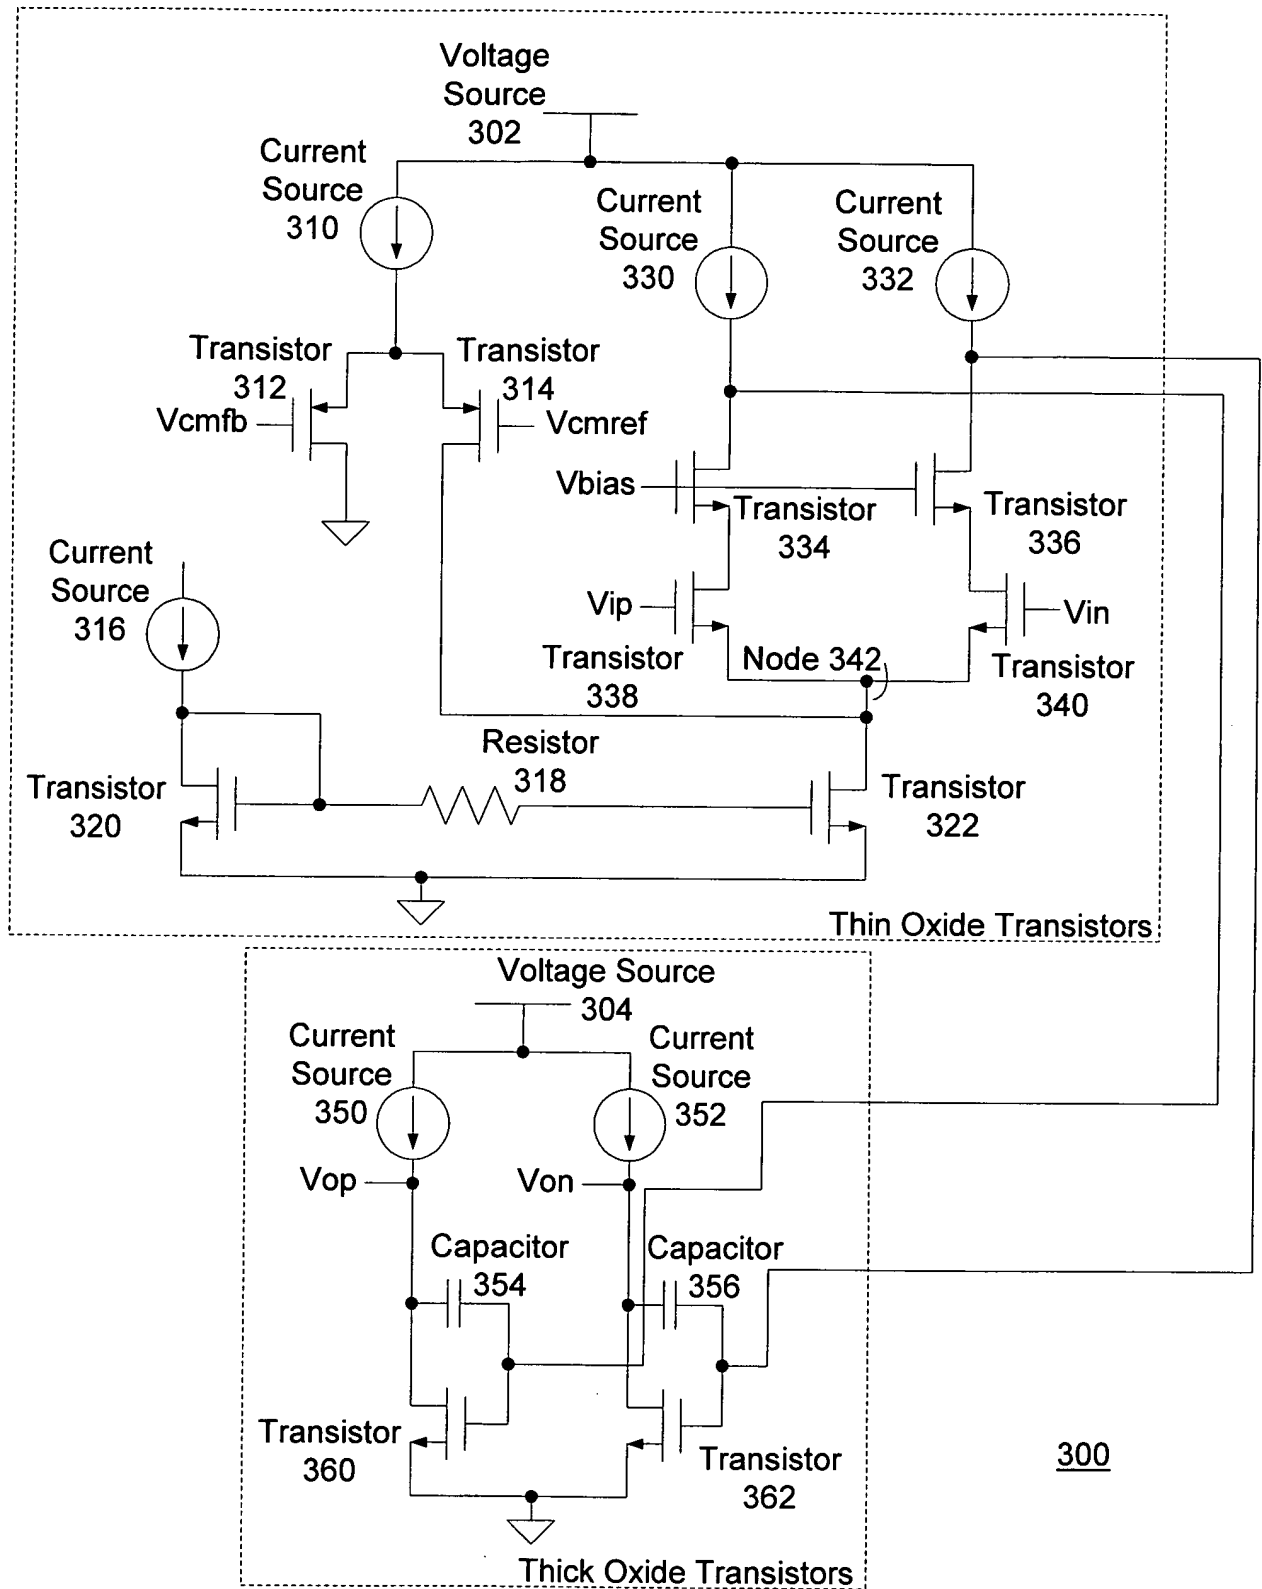 Voltage
Source
302
Current
Source
310
Current
Source
330
Current
Source
332
Transistor
312
Transistor
314
Vcmfb
Vcmref
Vbias
Transistor
334
Transistor
336
Current
Source
316
Vip
Vin
Transistor
338
Node 342
Transistor
340
Resistor
318
Transistor
320
Transistor
322
Thin Oxide Transistors
Voltage Source
304
Current
Source
350
Current
Source
352
Vop
Von
Capacitor
354
Capacitor
356
Transistor
360
Transistor
362
300
Thick Oxide Transistors